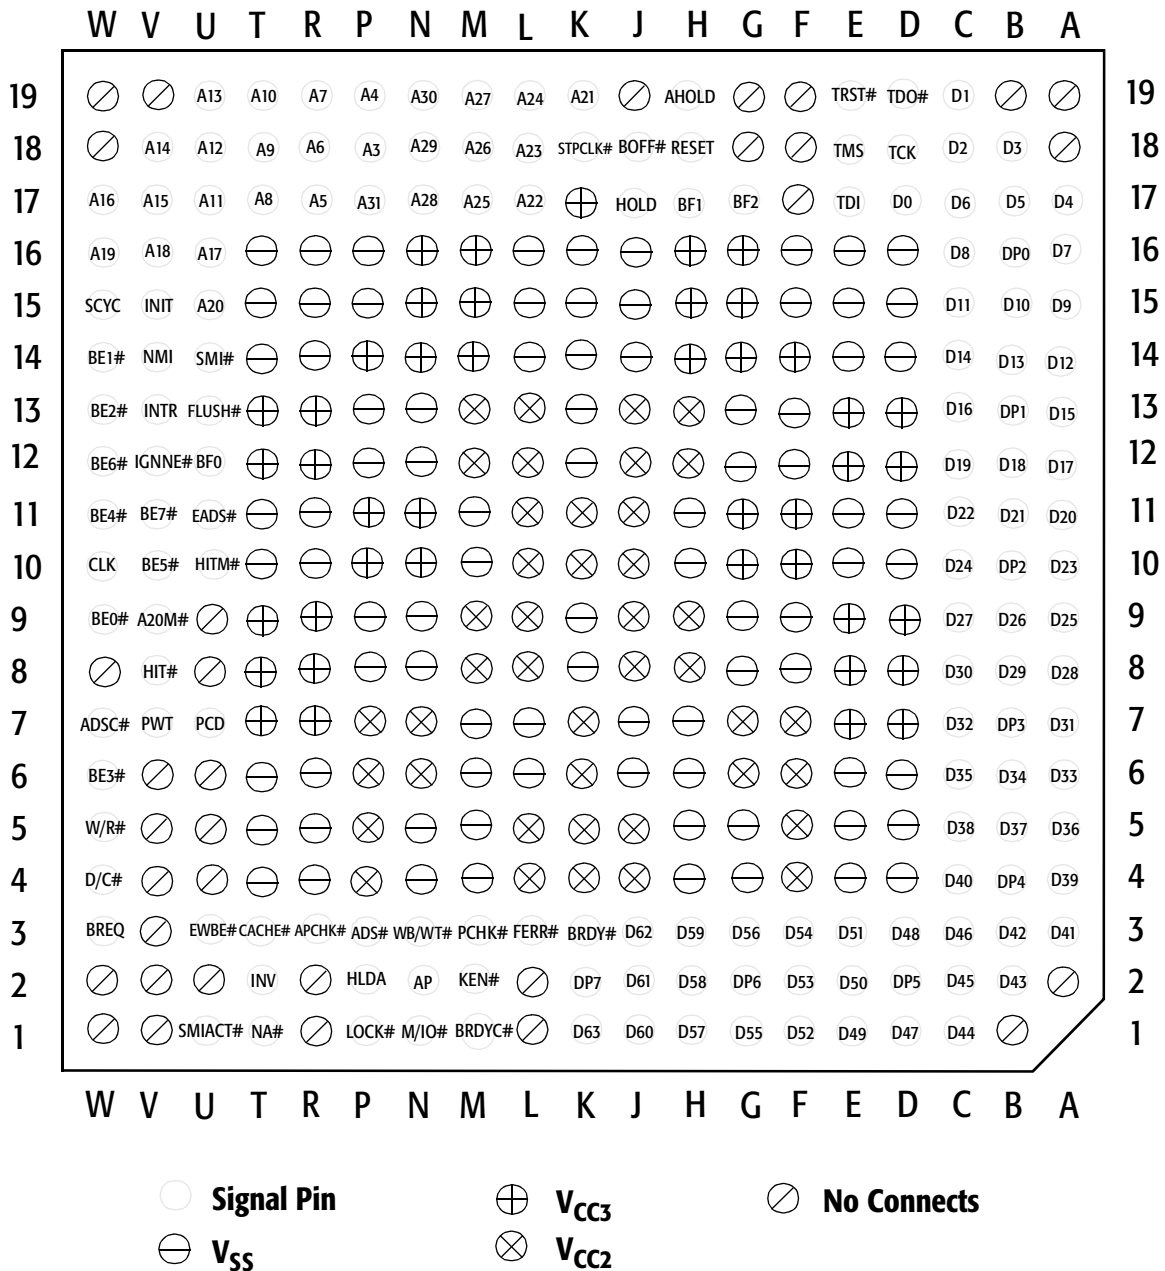 W V U T R P N M L K J H G F E D C B A
19 A13 A10 A7 A4 A30 A27 A24 A21 AHOLD TRST# TDO# D1 19
18 A14 A12 A9 A6 A3 A29 A26 A23 STPCLK# BOFF# RESET TMS TCK D2 D3 18
17 A16 A15 A11 A8 A5 A31 A28 A25 A22 HOLD BF1 BF2 TDI D0 D6 D5 D4 17
16 A19 A18 A17 D8 DP0 D7 16
15 SCYC INIT A20 D11 D10 D9 15
14 BE1# NMI SMI# D14 D13 D12 14
13 BE2# INTR FLUSH# D16 DP1 D15 13
12 BE6# IGNNE# BF0 D19 D18 D17 12
11 BE4# BE7# EADS# D22 D21 D20 11
10 CLK BE5# HITM# D24 DP2 D23 10
9 BE0# A20M# D27 D26 D25 9
8 HIT# D30 D29 D28 8
7 ADSC# PWT PCD D32 DP3 D31 7
6 BE3# D35 D34 D33 6
5 W/R# D38 D37 D36 5
4 D/C# D40 DP4 D39 4
3 BREQ EWBE# CACHE# APCHK# ADS# WB/WT# PCHK# FERR# BRDY# D62 D59 D56 D54 D51 D48 D46 D42 D41 3
2 INV HLDA AP KEN# DP7 D61 D58 DP6 D53 D50 DP5 D45 D43 2
1 SMIACT# NA# LOCK# M/IO# BRDYC# D63 D60 D57 D55 D52 D49 D47 D44 1
W V U T R P N M L K J H G F E D C B A
Signal Pin VCC3 No Connects
VSS VCC2